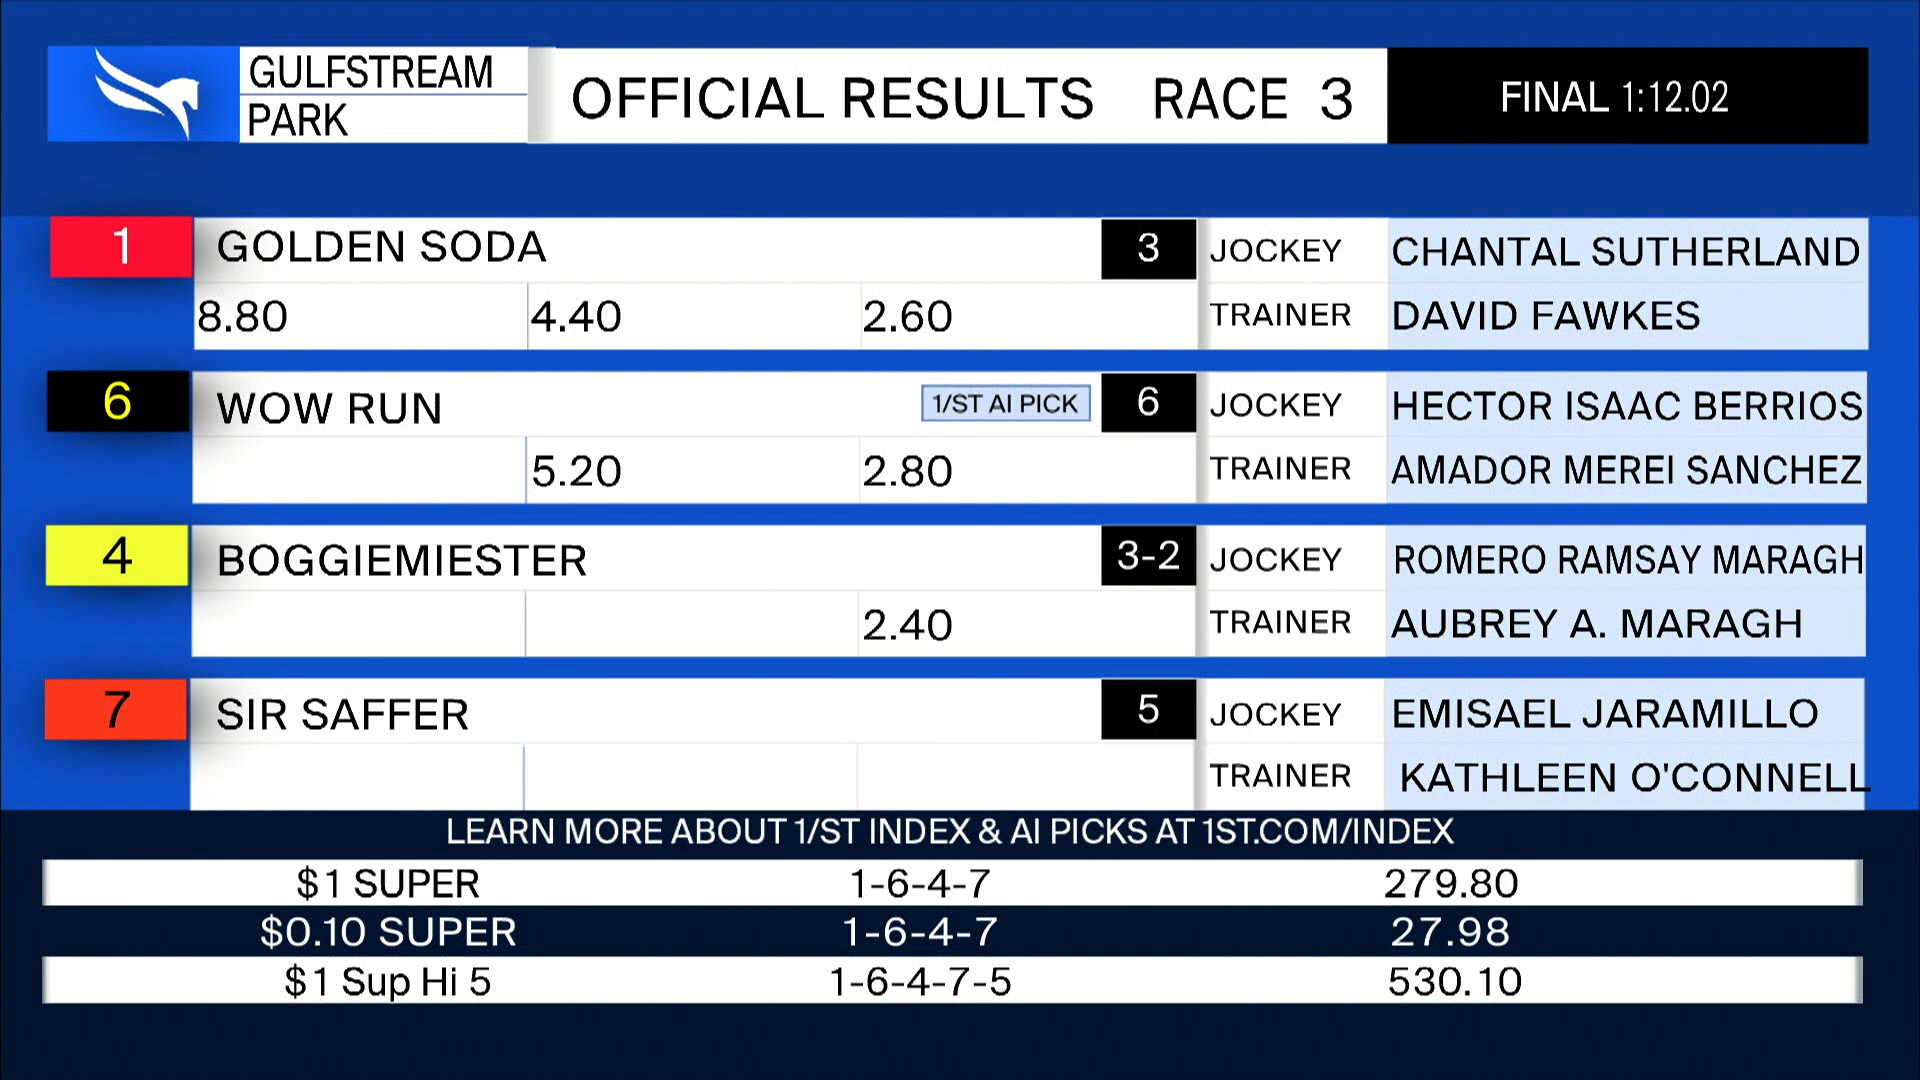 GULFSTREAM
PARK
OFFICIAL RESULTS RACE 3
FINAL 1:12.02
1 GOLDEN SODA 3 JOCKEY CHANTAL SUTHERLAND
8.80 4.40 2.60 TRAINER DAVID FAWKES
6 WOW RUN 1/ST AI PICK 6 JOCKEY HECTOR ISAAC BERRIOS
5.20 2.80 TRAINER AMADOR MEREI SANCHEZ
4 BOGGIEMIESTER 3-2 JOCKEY ROMERO RAMSAY MARAGH
2.40 TRAINER AUBREY A. MARAGH
7 SIR SAFFER 5 JOCKEY EMISAEL JARAMILLO
TRAINER KATHLEEN O'CONNELL
LEARN MORE ABOUT 1/ST INDEX & AI PICKS AT 1ST.COM/INDEX
$1 SUPER 1-6-4-7 279.80
$0.10 SUPER 1-6-4-7 27.98
$1 Sup Hi 5 1-6-4-7-5 530.10